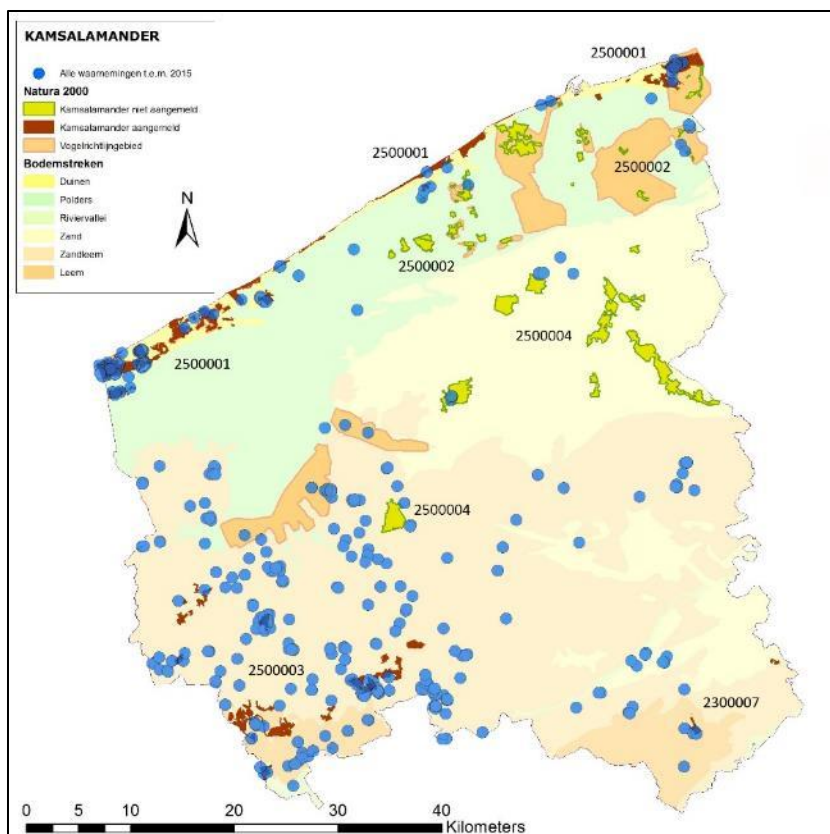 KAMSALAMANDER
Alle waarnemingen t.e.m. 2015
Natura 2000
Kamsalamander niet aangemeld
Kamsalamander aangemeld
Vogelrichtlijngebied
Bodemstreken
Duinen
Polders
Riviervallei
Zand
Zandleem
Leem
N
2500001
2500001
2500002
2500002
2500004
2500001
2500004
2500003
2300007
0 5 10 20 30 40
Kilometers